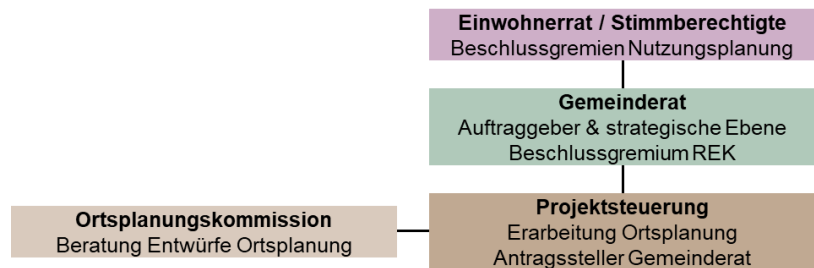 Einwohnerrat / Stimmberechtigte
Beschlussgremien Nutzungsplanung
Gemeinderat
Auftraggeber & strategische Ebene
Beschlussgremium REK
Ortsplanungskommission
Beratung Entwürfe Ortsplanung
Projektsteuerung
Erarbeitung Ortsplanung
Antragssteller Gemeinderat